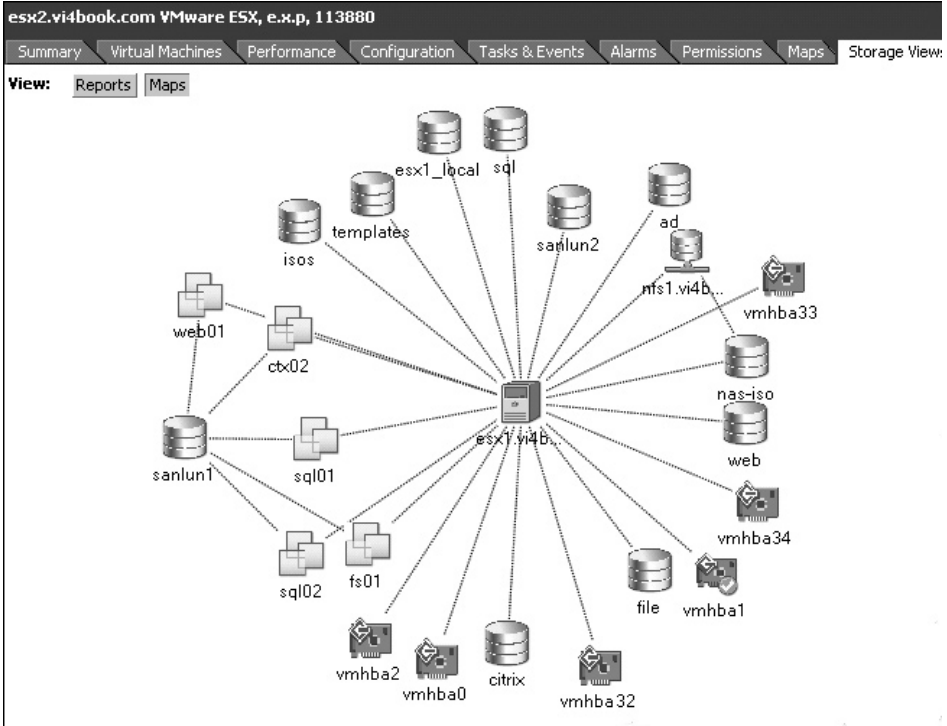 esx2.vi4book.com VMware ESX, e.x.p, 113880
Summary Virtual Machines Performance Configuration Tasks & Events Alarms Permissions Maps Storage Views
View: Reports Maps
esx1_local
sql
templates
ad
isos
sanlun2
nfs1.vi4b...
vmhba33
web01
ctx02
nas-iso
esx1.vi4b...
web
sanlun1
sql01
vmhba34
sql02
fs01
file
vmhba1
vmhba2
vmhba0
citrix
vmhba32